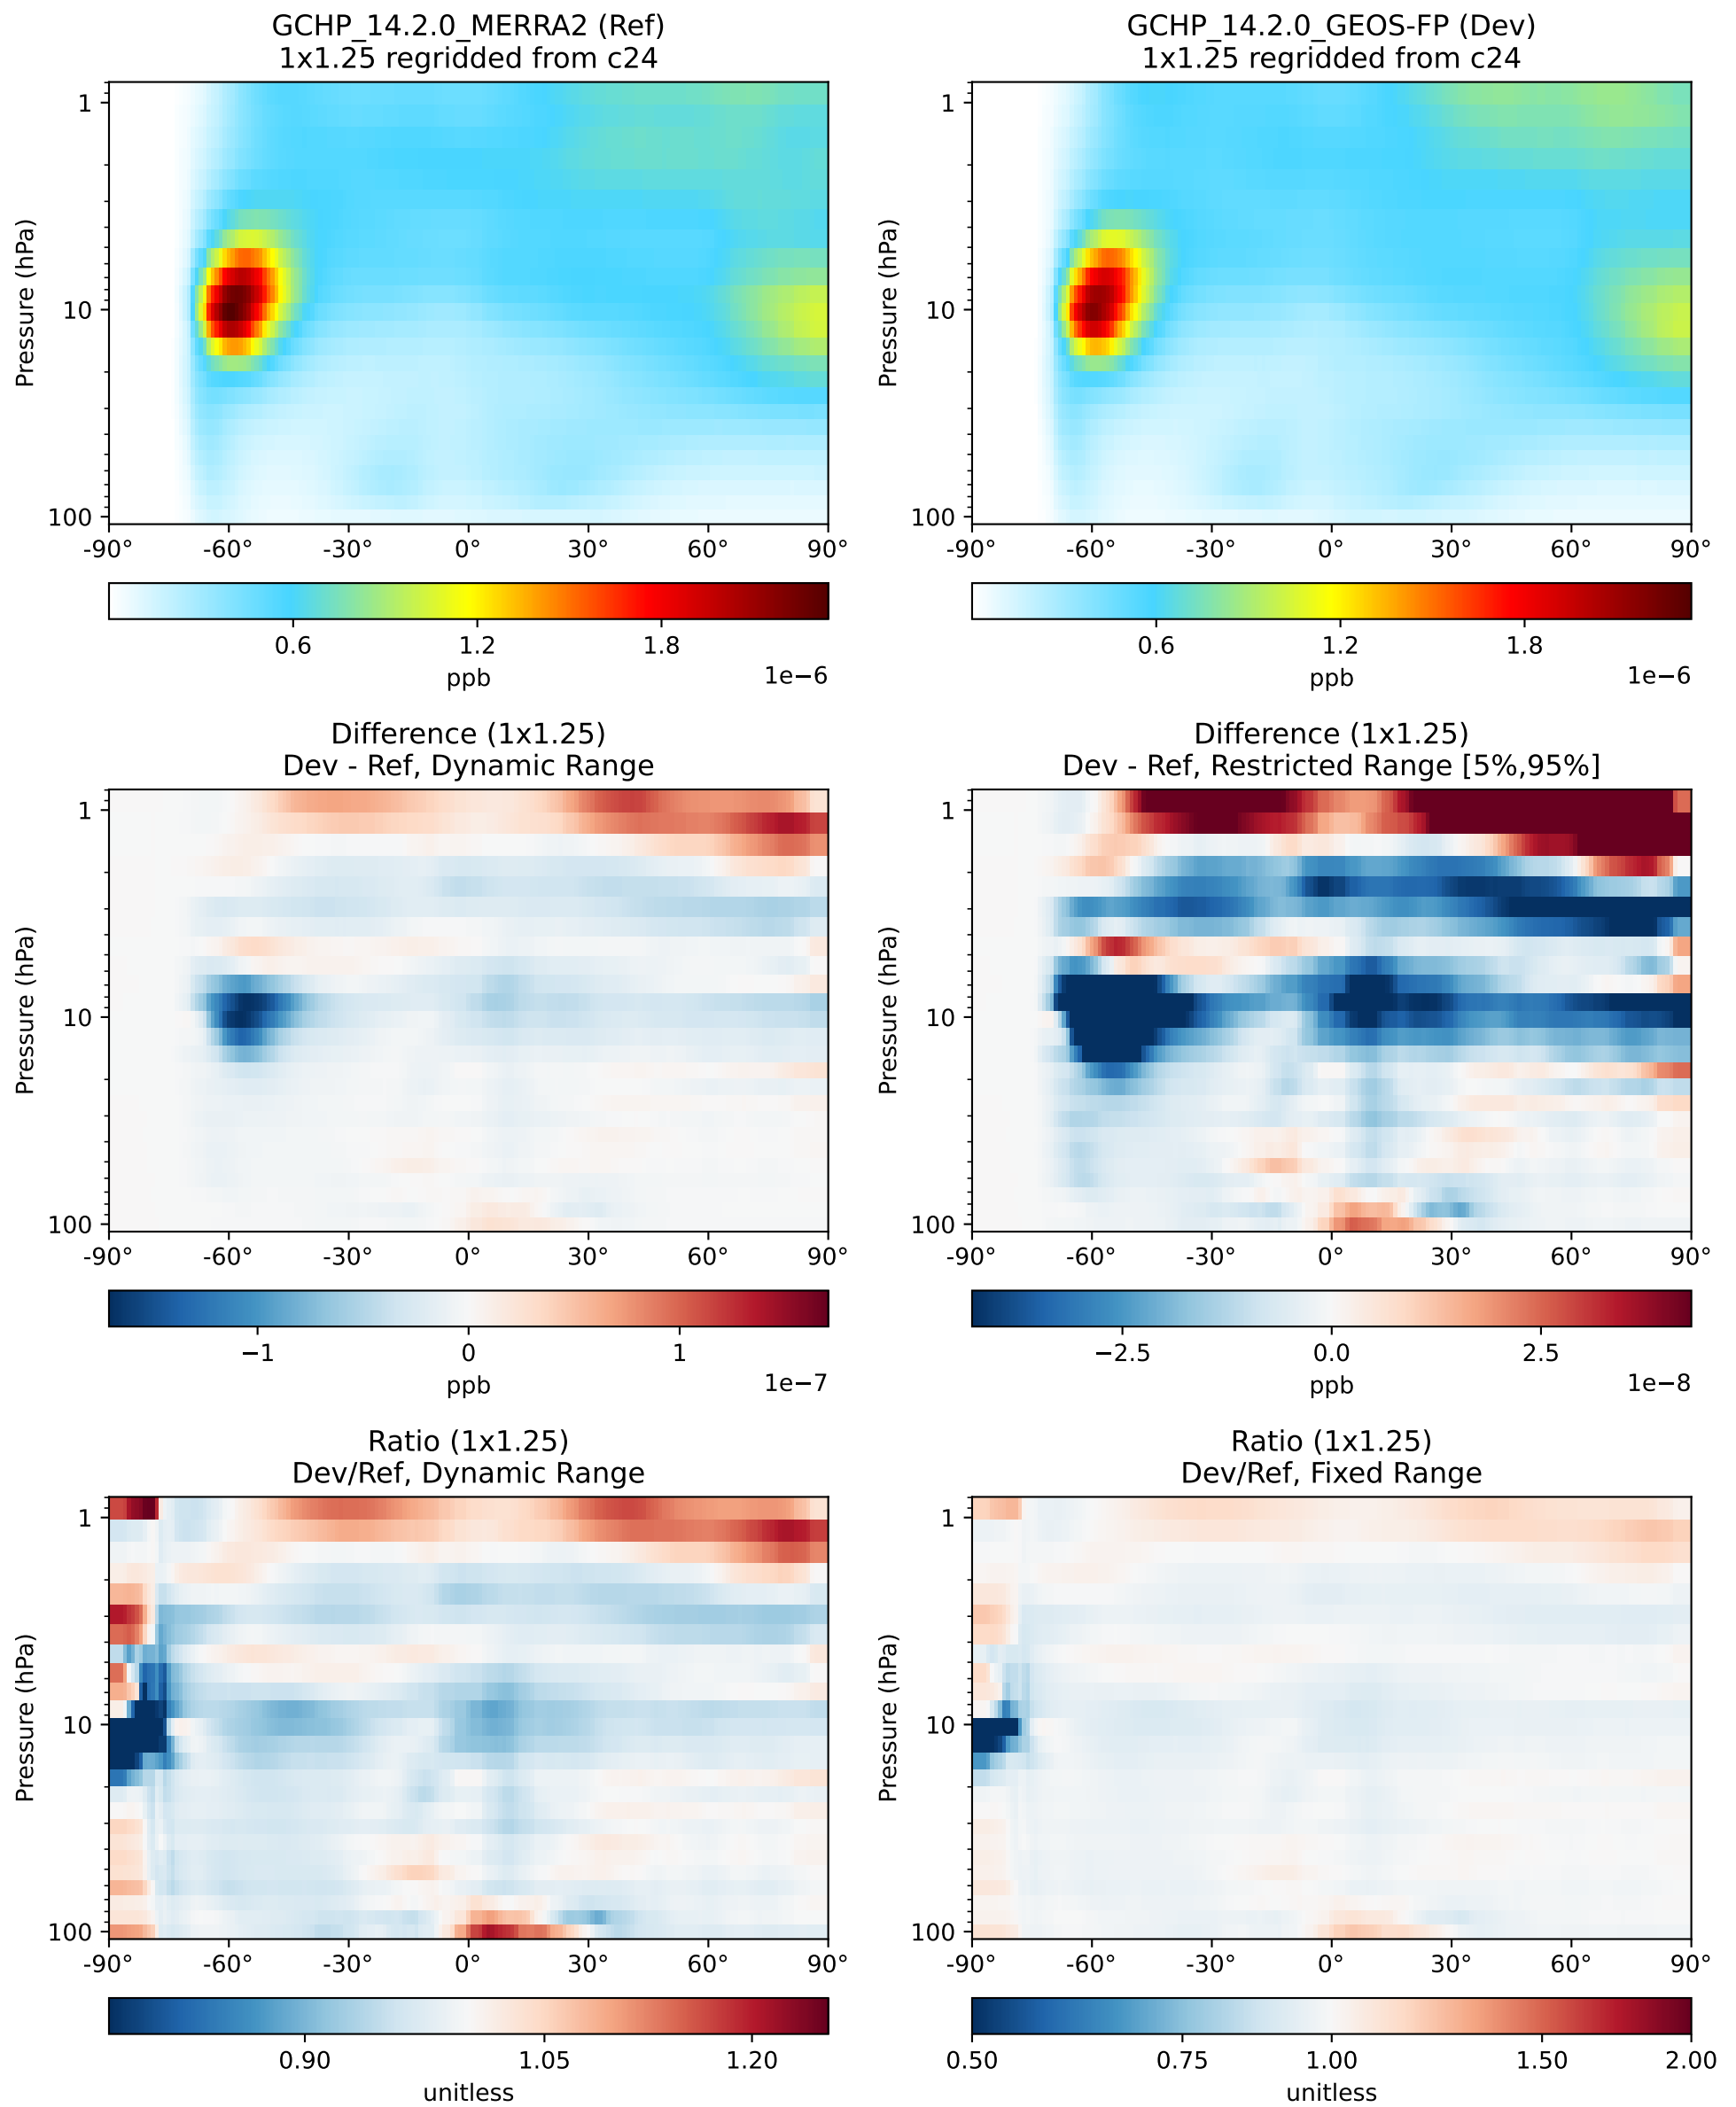 GCHP_14.2.0_MERRA2 (Ref)
1x1.25 regridded from c24
GCHP_14.2.0_GEOS-FP (Dev)
1x1.25 regridded from c24
Pressure (hPa)
1
10
100
-90° -60° -30° 0° 30° 60° 90°
0.6 1.2 1.8
ppb
1e−6
Pressure (hPa)
1
10
100
-90° -60° -30° 0° 30° 60° 90°
0.6 1.2 1.8
ppb
1e−6
Difference (1x1.25)
Dev - Ref, Dynamic Range
Difference (1x1.25)
Dev - Ref, Restricted Range [5%,95%]
Pressure (hPa)
1
10
100
-90° -60° -30° 0° 30° 60° 90°
−1 0 1
ppb
1e−7
Pressure (hPa)
1
10
100
-90° -60° -30° 0° 30° 60° 90°
−2.5 0.0 2.5
ppb
1e−8
Ratio (1x1.25)
Dev/Ref, Dynamic Range
Ratio (1x1.25)
Dev/Ref, Fixed Range
Pressure (hPa)
1
10
100
-90° -60° -30° 0° 30° 60° 90°
0.90 1.05 1.20
unitless
Pressure (hPa)
1
10
100
-90° -60° -30° 0° 30° 60° 90°
0.50 0.75 1.00 1.50 2.00
unitless